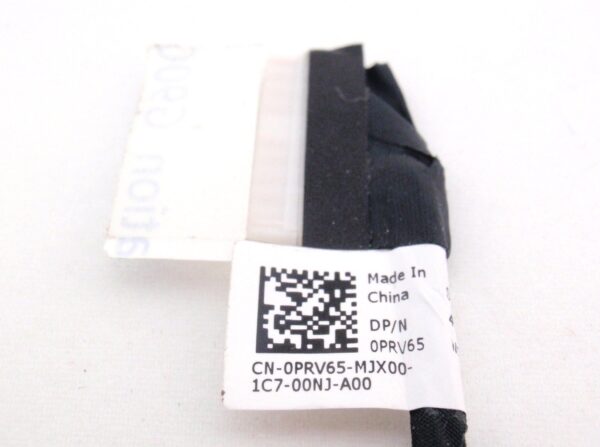 Made In
China
DP/N
0PRV65
CN-0PRV65-MJX00-
1C7-00NJ-A00